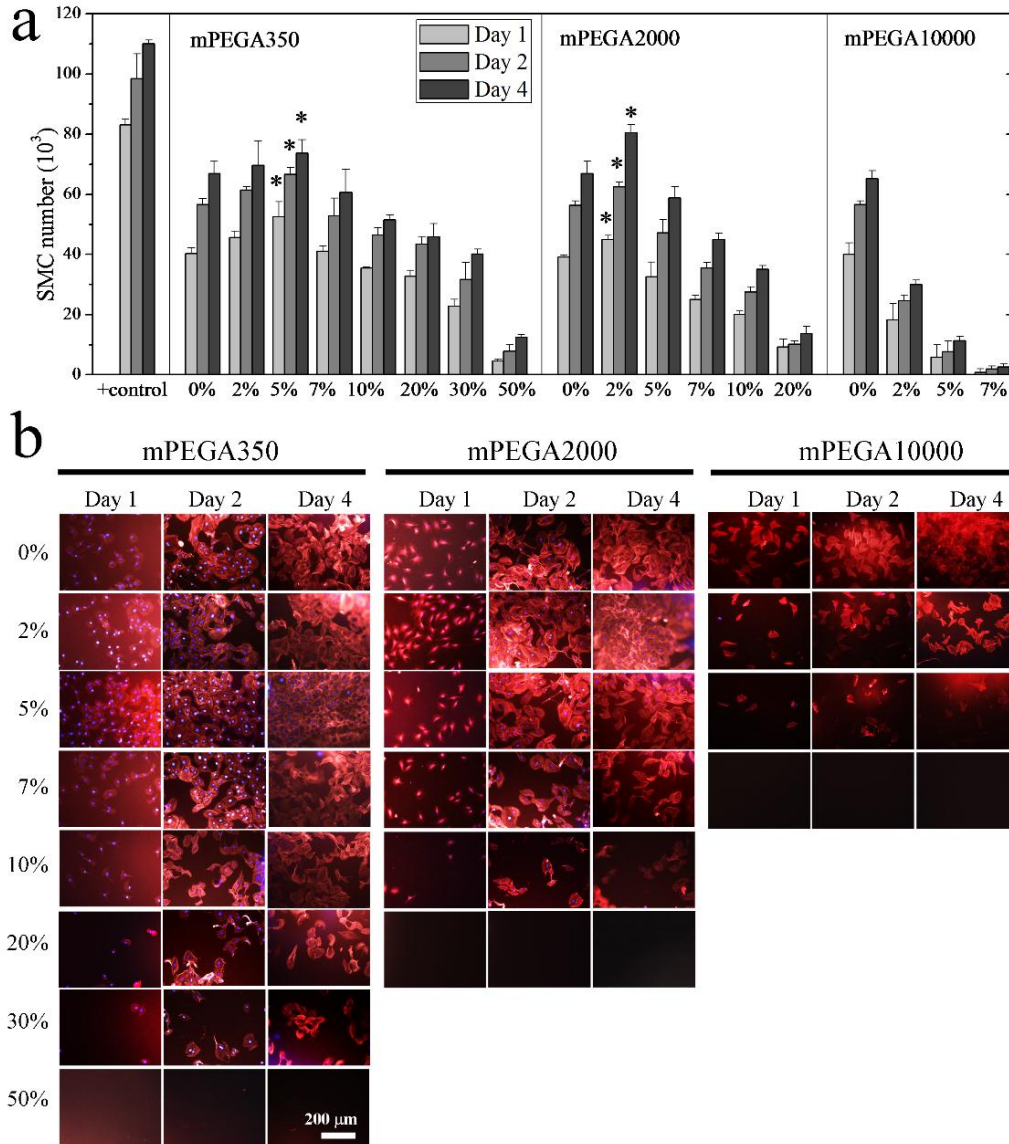 a
120
100
80
60
40
20
0
SMC number (10³)
mPEGA350
Day 1
Day 2
Day 4
mPEGA2000
mPEGA10000
* * *
* * *
+control 0% 2% 5% 7% 10% 20% 30% 50% 0% 2% 5% 7% 10% 20% 0% 2% 5% 7%
b
mPEGA350 mPEGA2000 mPEGA10000
Day 1 Day 2 Day 4 Day 1 Day 2 Day 4 Day 1 Day 2 Day 4
0%
2%
5%
7%
10%
20%
30%
50%
200 μm